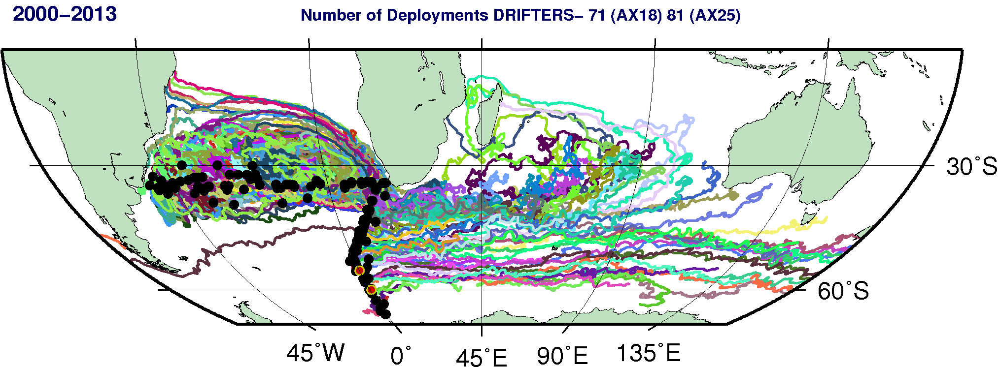 2000–2013
Number of Deployments DRIFTERS– 71 (AX18) 81 (AX25)
30°S
60°S
45°W 0° 45°E 90°E 135°E